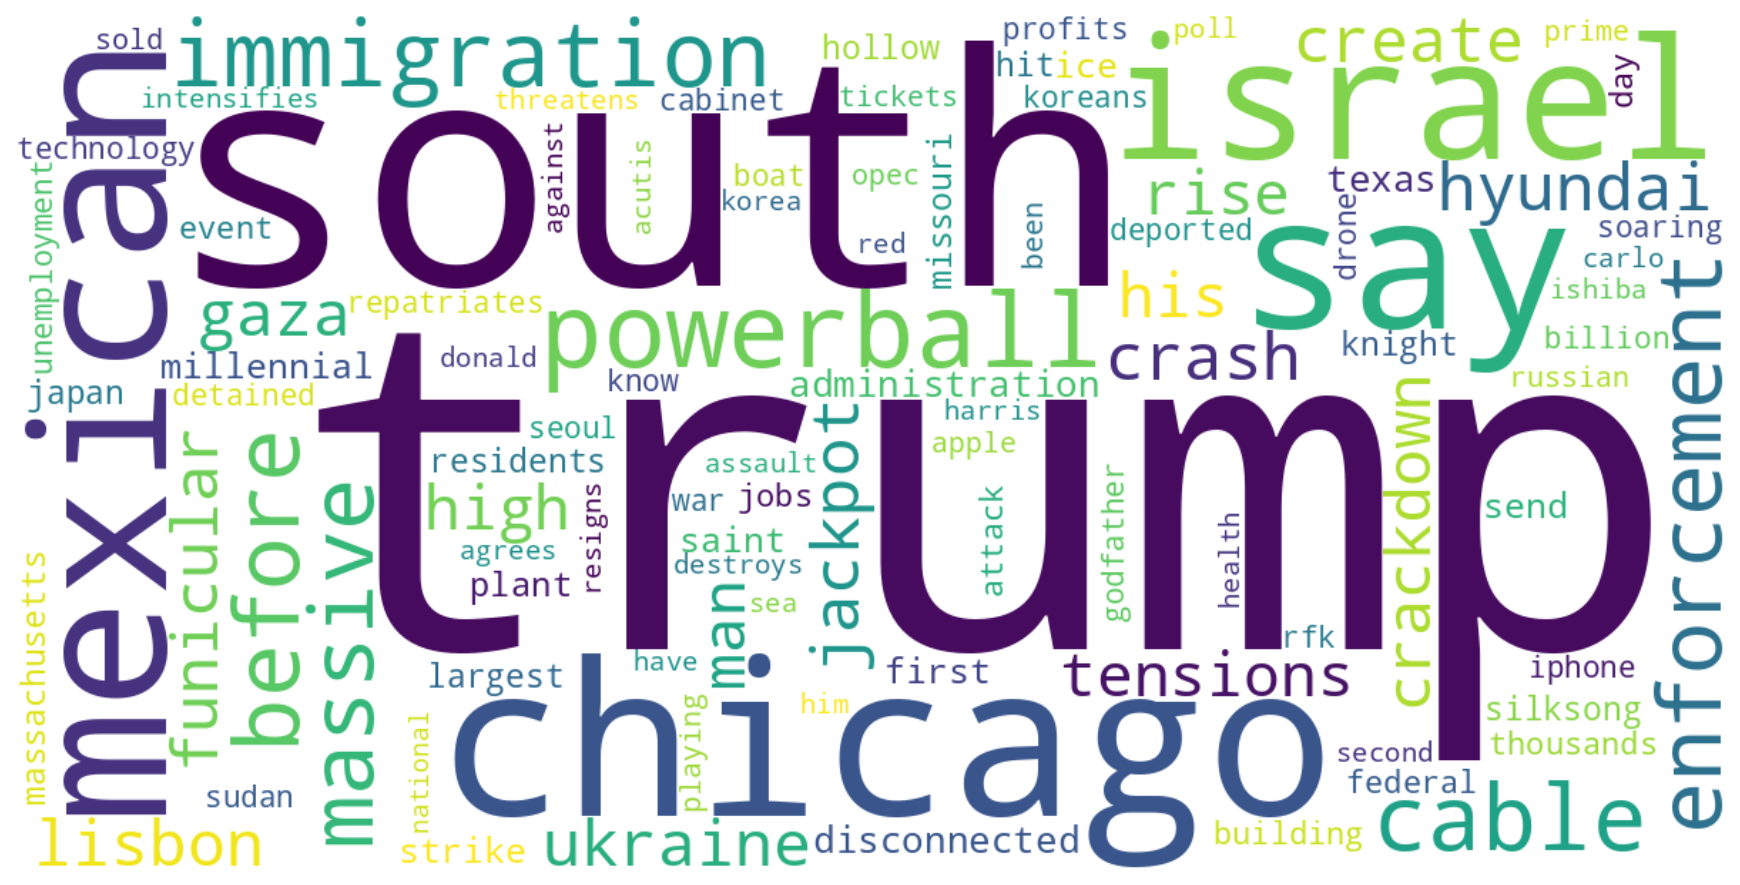 sold
immigration
hollow
profits
poll
create
prime
hit
ice
israel
day
intensifies
threatens
cabinet
tickets
koreans
mexican
south
technology
against
acutis
boat
korea
opec
missouri
rise
texas
hyundai
unemployment
event
red
been
deported
say
drone
soaring
carlo
gaza
repatriates
powerball
his
ishiba
enforcement
millennial
donald
know
crash
knight
billion
japan
detained
administration
russian
trump
funicular
before
massive
seoul
residents
high
resigns
agrees
plant
assault
war
jobs
saint
destroys
man
sea
jackpot
harris
apple
attack
godfather
health
rfk
crackdown
send
massachusetts
largest
have
first
tensions
iphone
national
playing
him
chicago
silksong
thousands
second
federal
sudan
lisbon
strike
ukraine
disconnected
building
cable